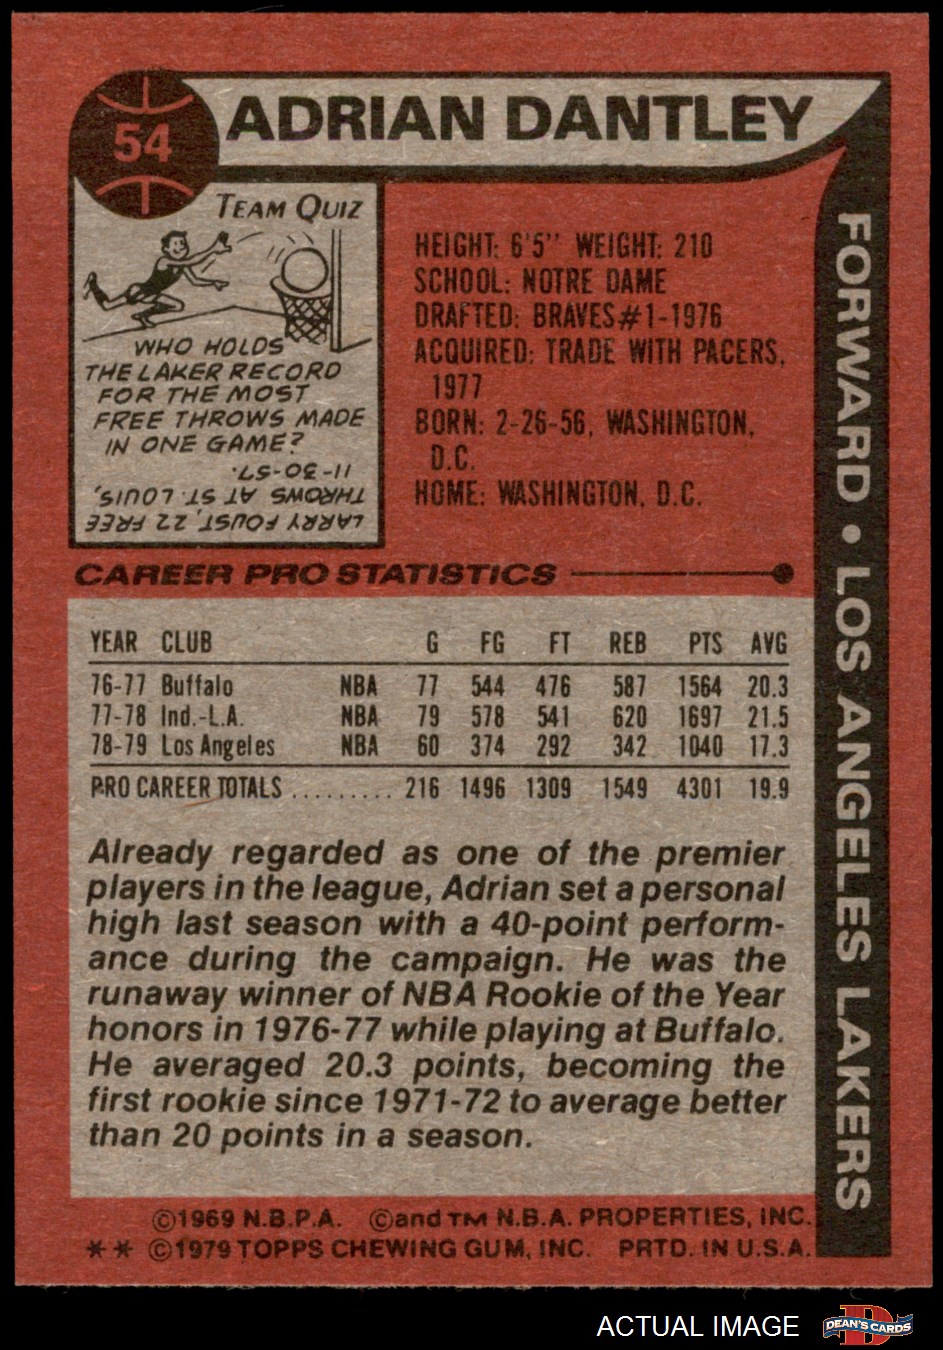 54
ADRIAN DANTLEY
TEAM QUIZ
WHO HOLDS
THE LAKER RECORD
FOR THE MOST
FREE THROWS MADE
IN ONE GAME?
LARRY FOUST, 22 FREE
THROWS AT ST. LOUIS,
11-30-57.
HEIGHT: 6'5" WEIGHT: 210
SCHOOL: NOTRE DAME
DRAFTED: BRAVES#1-1976
ACQUIRED: TRADE WITH PACERS,
1977
BORN: 2-26-56, WASHINGTON,
D.C.
HOME: WASHINGTON, D.C.
FORWARD • LOS ANGELES LAKERS
CAREER PRO STATISTICS
YEAR CLUB G FG FT REB PTS AVG
76-77 Buffalo NBA 77 544 476 587 1564 20.3
77-78 Ind.-L.A. NBA 79 578 541 620 1697 21.5
78-79 Los Angeles NBA 60 374 292 342 1040 17.3
PRO CAREER TOTALS ......... 216 1496 1309 1549 4301 19.9
Already regarded as one of the premier
players in the league, Adrian set a personal
high last season with a 40-point perform-
ance during the campaign. He was the
runaway winner of NBA Rookie of the Year
honors in 1976-77 while playing at Buffalo.
He averaged 20.3 points, becoming the
first rookie since 1971-72 to average better
than 20 points in a season.
©1969 N.B.P.A. ©and TM N.B.A. PROPERTIES, INC.
** ©1979 TOPPS CHEWING GUM, INC. PRTD. IN U.S.A.
ACTUAL IMAGE
D
DEAN'S CARDS